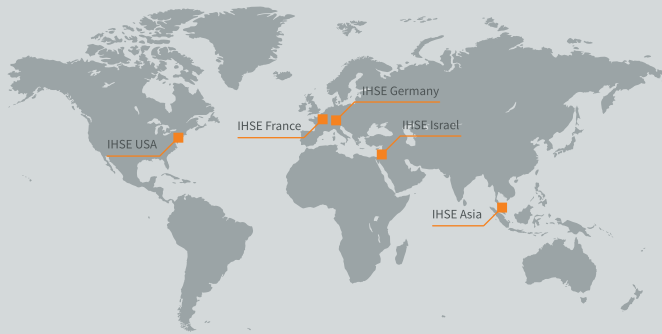 IHSE Germany
IHSE France
IHSE Israel
IHSE USA
IHSE Asia